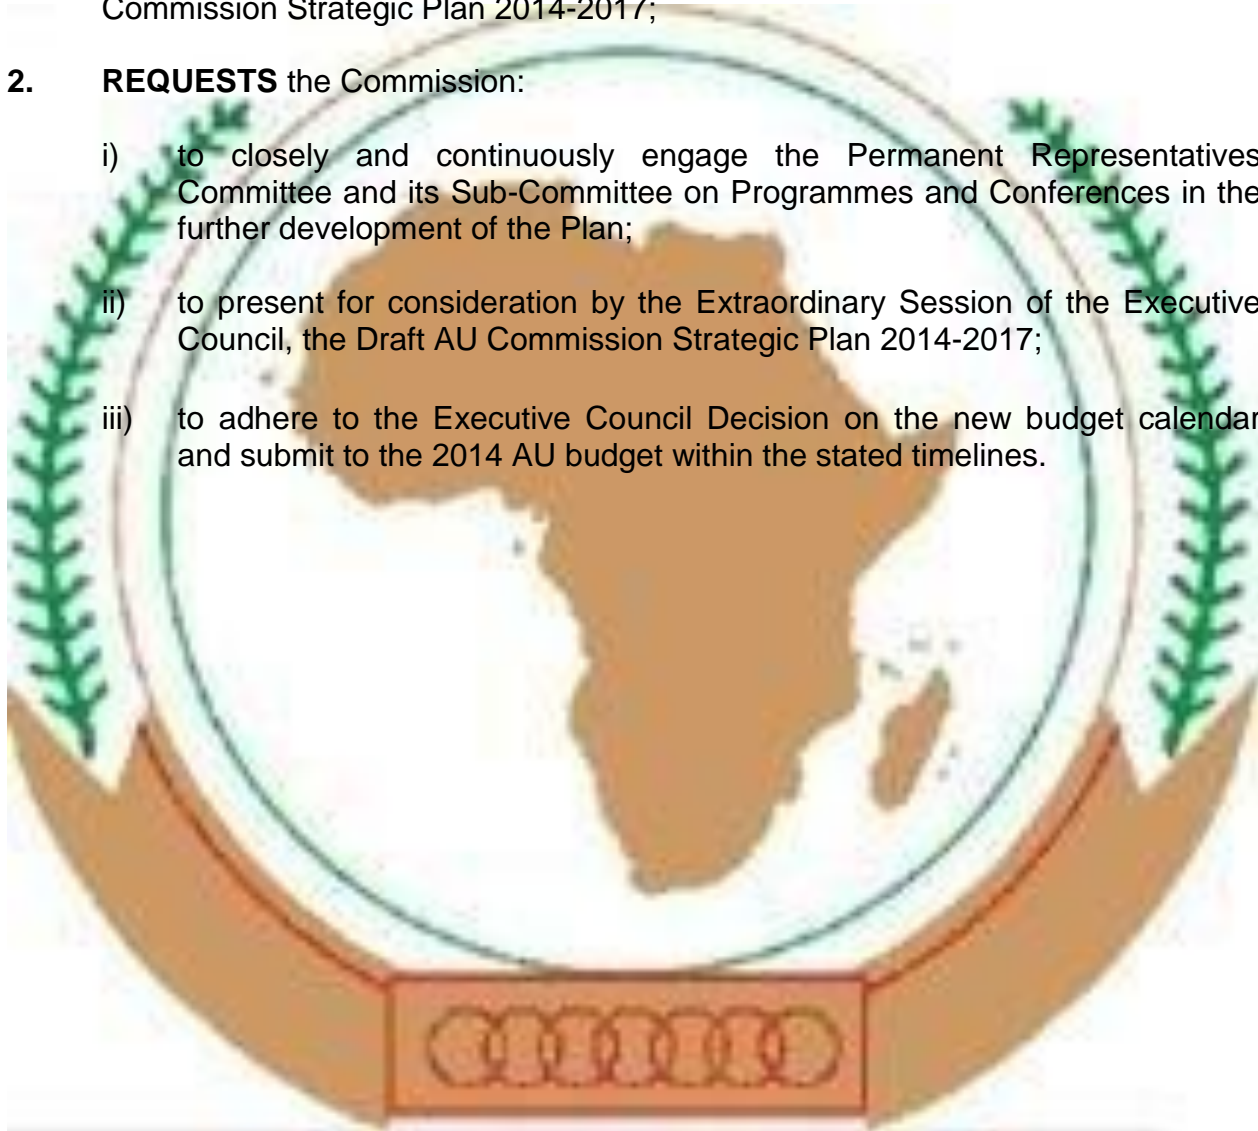 Commission Strategic Plan 2014-2017;
2. REQUESTS the Commission:
i) to closely and continuously engage the Permanent Representatives
Committee and its Sub-Committee on Programmes and Conferences in the
further development of the Plan;
ii) to present for consideration by the Extraordinary Session of the Executive
Council, the Draft AU Commission Strategic Plan 2014-2017;
iii) to adhere to the Executive Council Decision on the new budget calendar
and submit to the 2014 AU budget within the stated timelines.